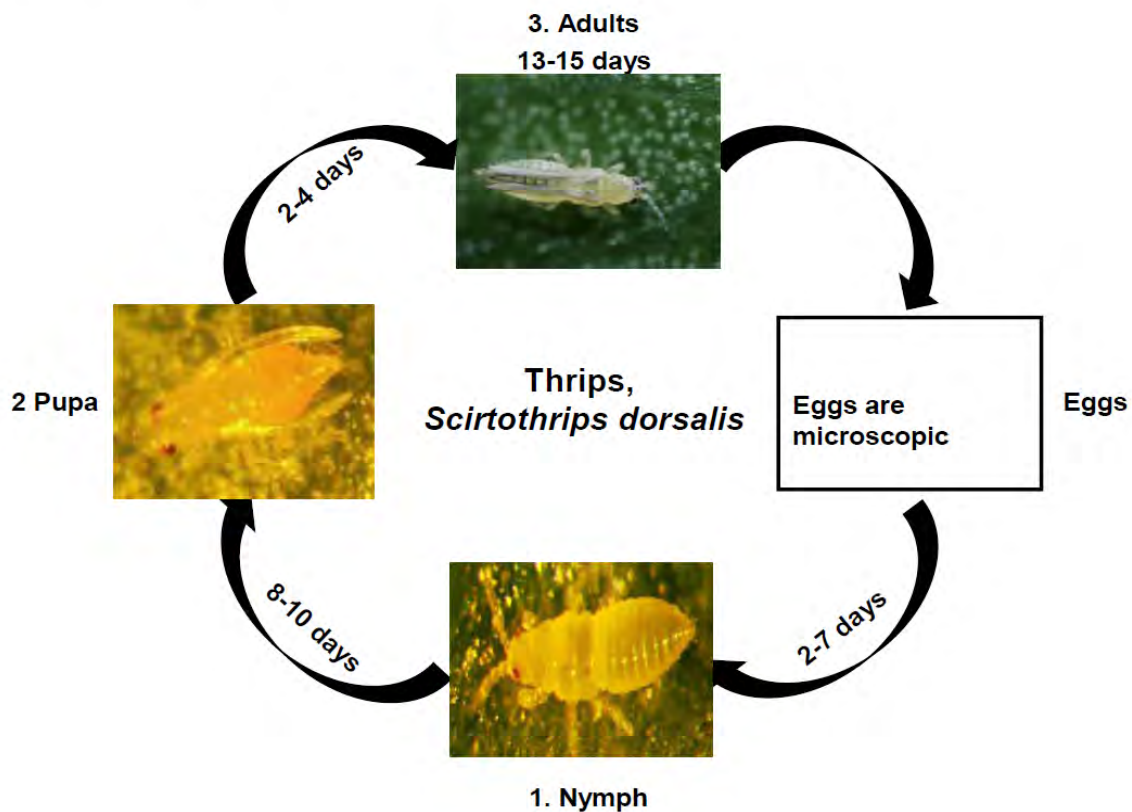 3. Adults
13-15 days
2-4 days
2 Pupa
Thrips,
Scirtothrips dorsalis
Eggs are
microscopic
Eggs
8-10 days
2-7 days
1. Nymph